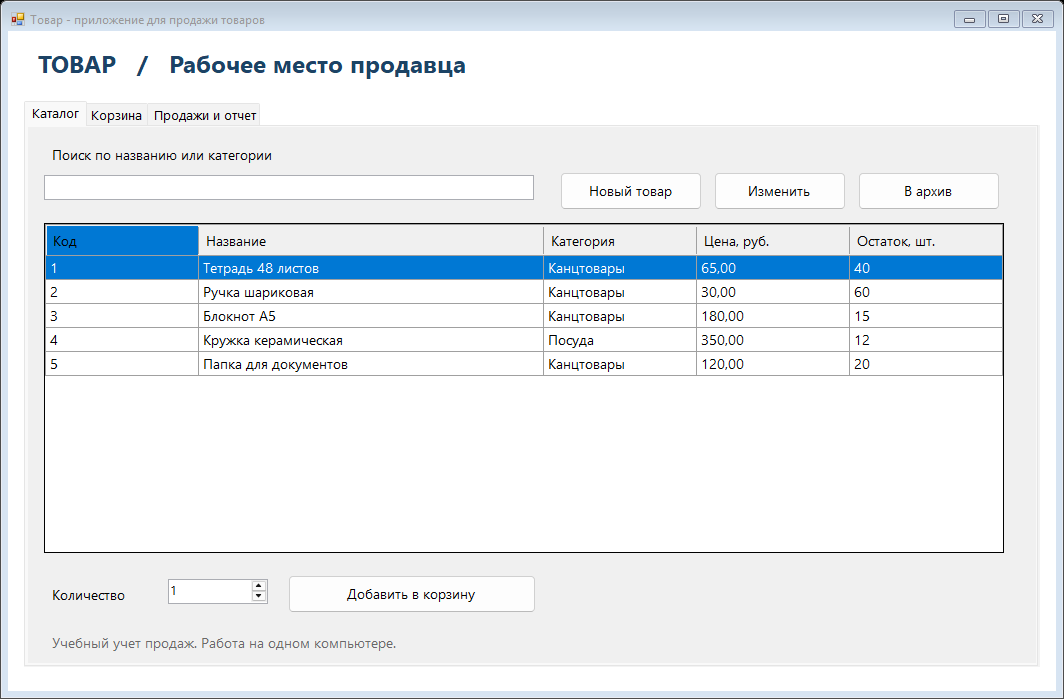 Товар - приложение для продажи товаров
ТОВАР / Рабочее место продавца
Каталог Корзина Продажи и отчет
Поиск по названию или категории
Новый товар Изменить В архив
Код Название Категория Цена, руб. Остаток, шт.
1 Тетрадь 48 листов Канцтовары 65,00 40
2 Ручка шариковая Канцтовары 30,00 60
3 Блокнот А5 Канцтовары 180,00 15
4 Кружка керамическая Посуда 350,00 12
5 Папка для документов Канцтовары 120,00 20
Количество 1 Добавить в корзину
Учебный учет продаж. Работа на одном компьютере.